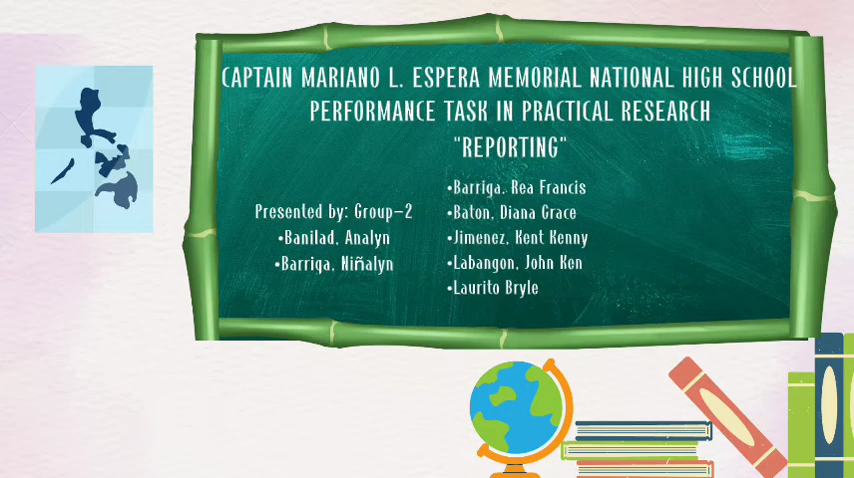 CAPTAIN MARIANO L. ESPERA MEMORIAL NATIONAL HIGH SCHOOL
PERFORMANCE TASK IN PRACTICAL RESEARCH
"REPORTING"
Presented by: Group-2
•Banilad, Analyn
•Barriga, Niñalyn
•Barriga. Rea Francis
•Baton, Diana Grace
•Jimenez, Kent Kenny
•Labangon, John Ken
•Laurito Bryle